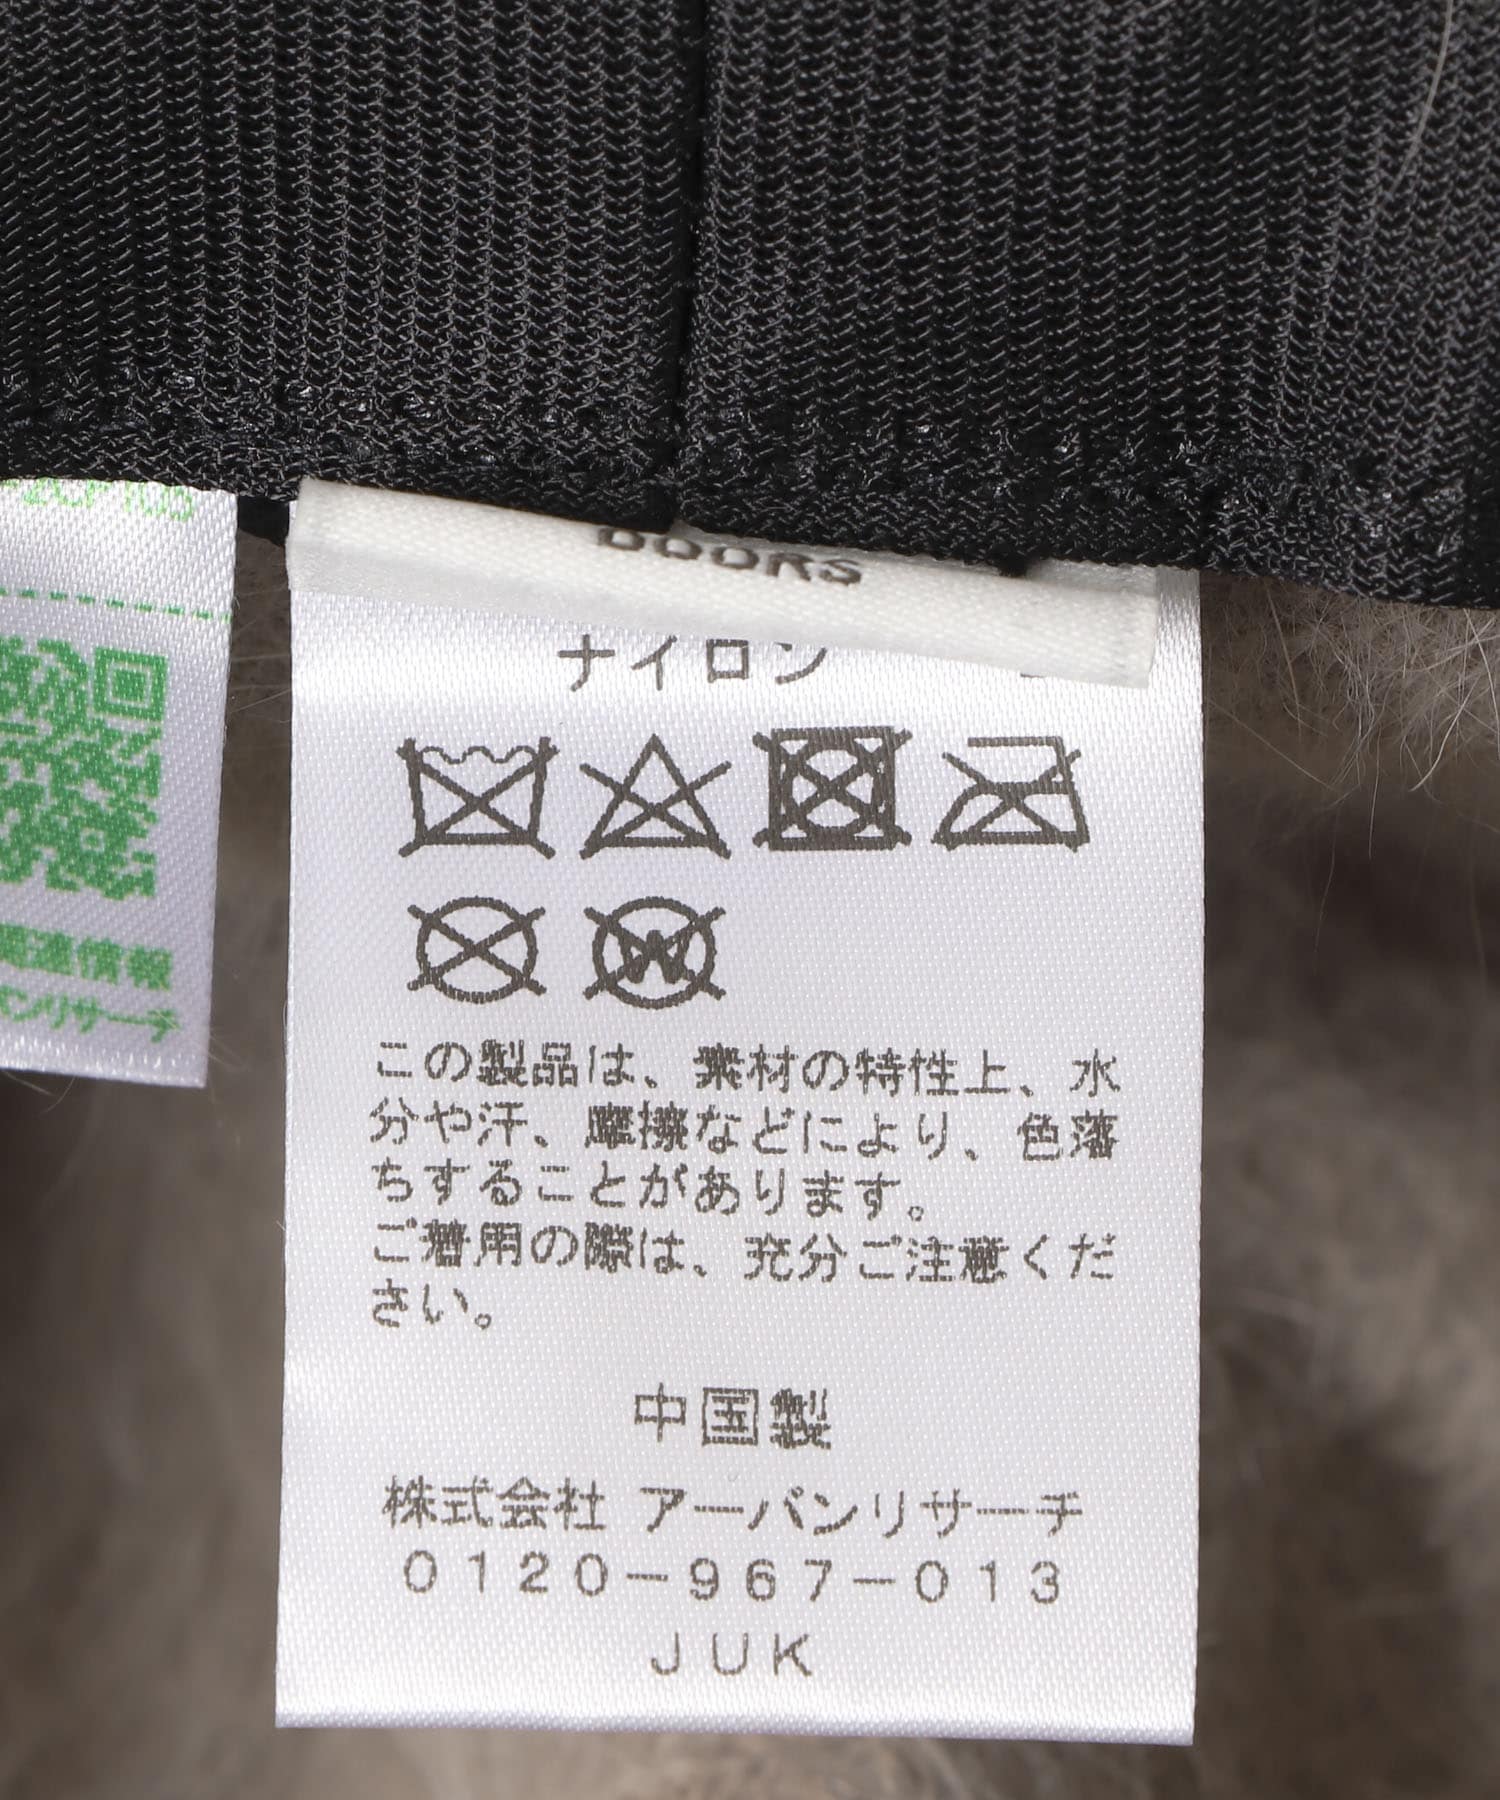 DOORS
ナイロン
この製品は、素材の特性上、水
分や汗、摩擦などにより、色落
ちすることがあります。
ご着用の際は、充分ご注意くだ
さい。
中国製
株式会社 アーバンリサーチ
0120-967-013
JUK
情報
バンリサーチ